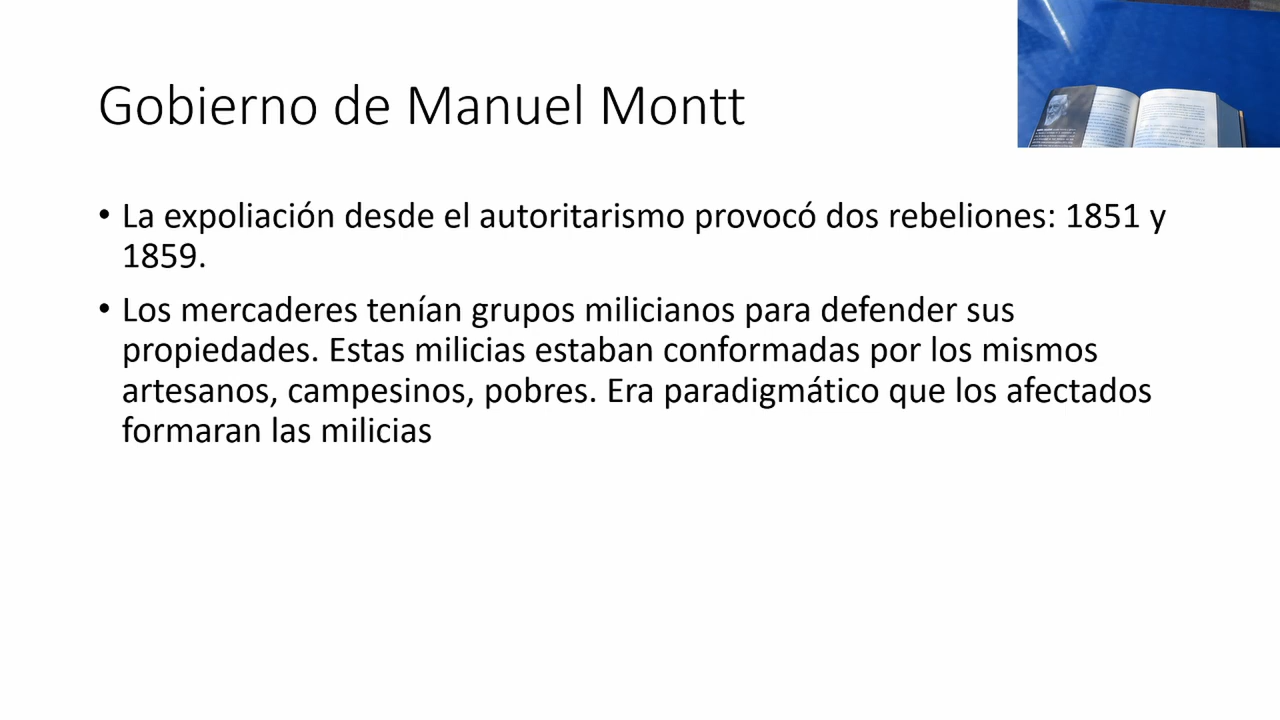 Gobierno de Manuel Montt
• La expoliación desde el autoritarismo provocó dos rebeliones: 1851 y
1859.
• Los mercaderes tenían grupos milicianos para defender sus
propiedades. Estas milicias estaban conformadas por los mismos
artesanos, campesinos, pobres. Era paradigmático que los afectados
formaran las milicias